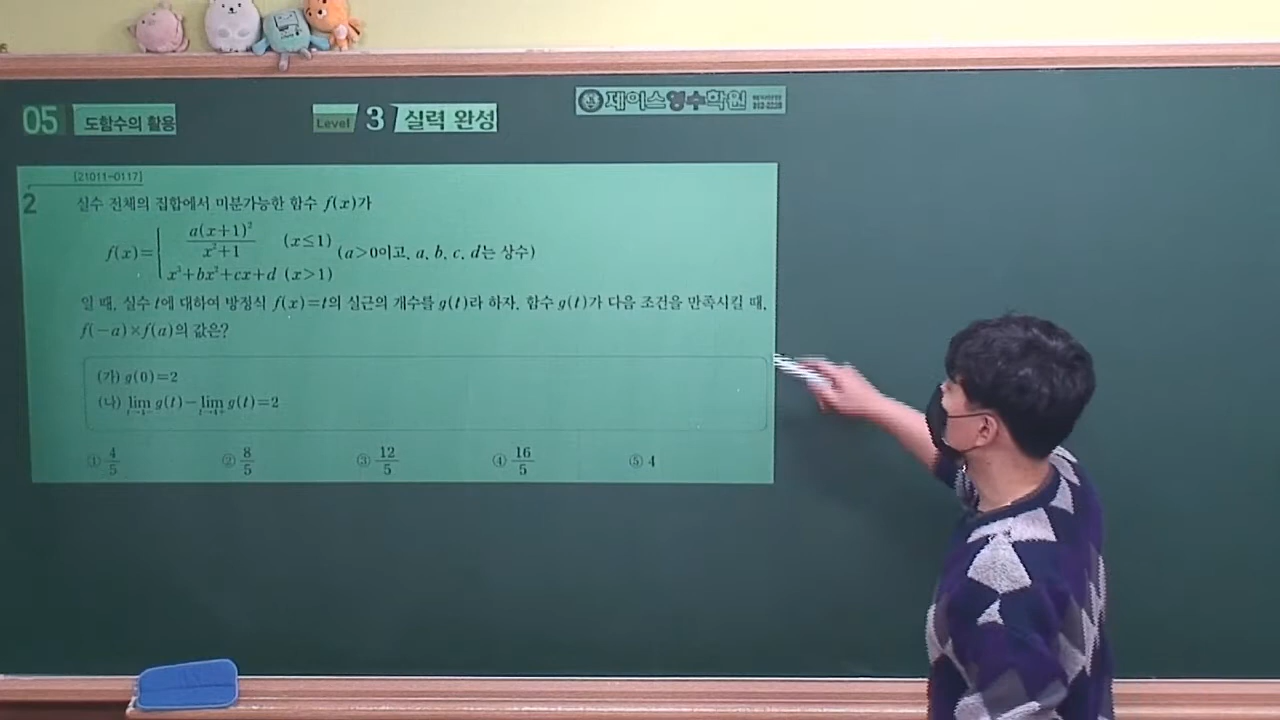 05 도함수의 활용
Level 3 실력 완성
제이스영수학원
[21011-0117]
2
실수 전체의 집합에서 미분가능한 함수 f(x)가
f(x)={ a(x+1)²/x²+1 (x≤1)
x³+bx²+cx+d (x>1)
(a>0이고, a, b, c, d는 상수)
일 때, 실수 t에 대하여 방정식 f(x)=t의 실근의 개수를 g(t)라 하자. 함수 g(t)가 다음 조건을 만족시킬 때,
f(-a)×f(a)의 값은?
(가) g(0)=2
(나) lim g(t)- lim g(t)=2
① 4/5 ② 8/5 ③ 12/5 ④ 16/5 ⑤ 4